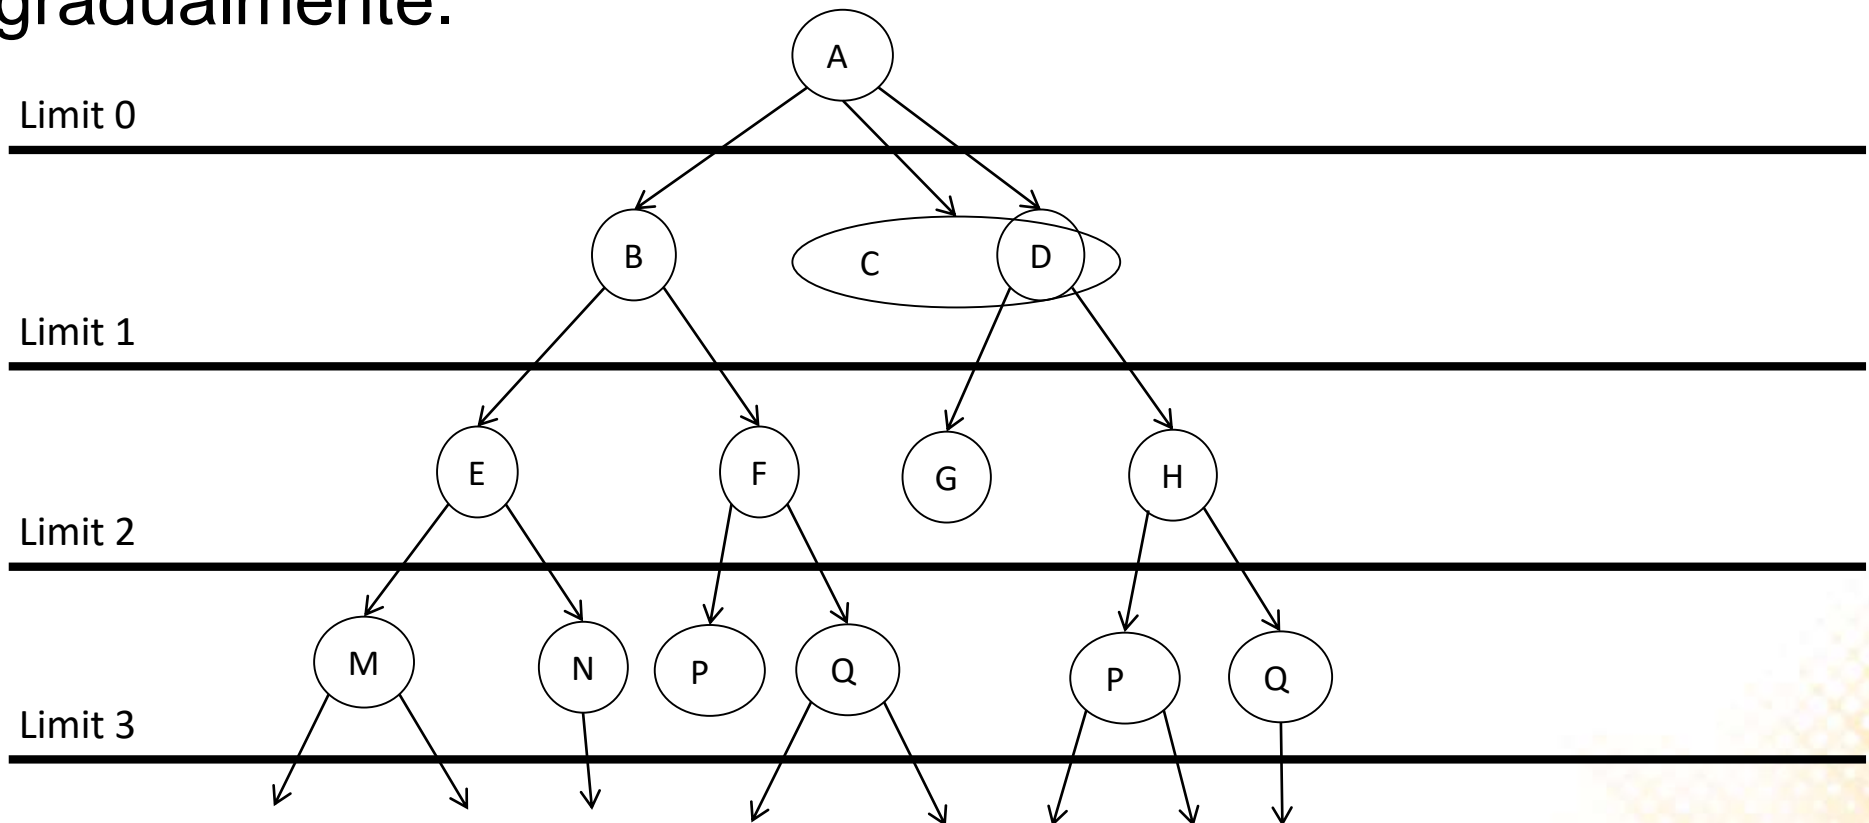 gradualmente.
A
Limit 0
B C D
Limit 1
E F G H
Limit 2
M N P Q P Q
Limit 3